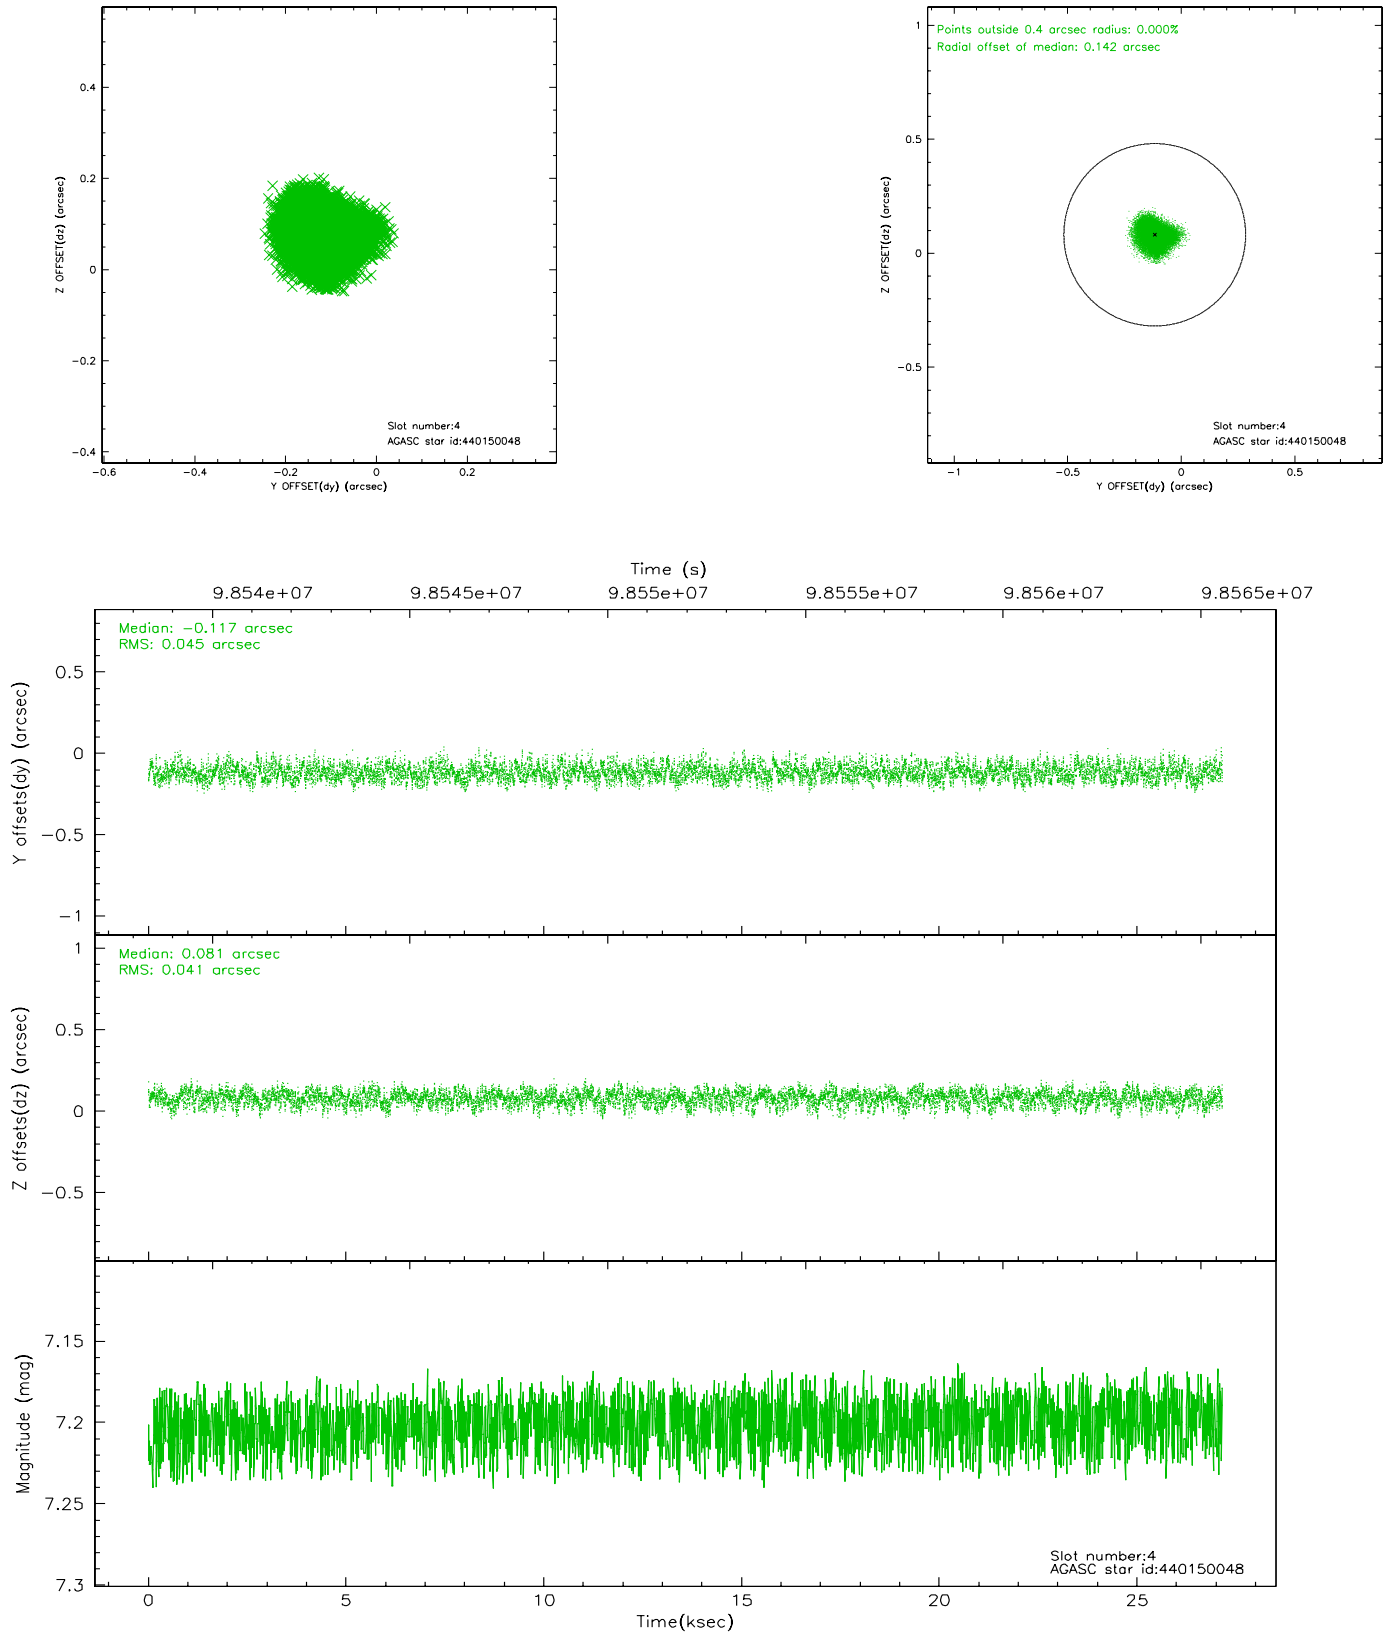 0.4
0.2
0
−0.2
−0.4
Z OFFSET(dz) (arcsec)
Slot number:4
AGASC star id:440150048
−0.6 −0.4 −0.2 0 0.2
Y OFFSET(dy) (arcsec)
Points outside 0.4 arcsec radius: 0.000%
Radial offset of median: 0.142 arcsec
1
0.5
0
−0.5
Z OFFSET(dz) (arcsec)
Slot number:4
AGASC star id:440150048
−1 −0.5 0 0.5
Y OFFSET(dy) (arcsec)
Time (s)
9.854e+07 9.8545e+07 9.855e+07 9.8555e+07 9.856e+07 9.8565e+07
Median: −0.117 arcsec
RMS: 0.045 arcsec
0.5
0
−0.5
−1
Y offsets(dy) (arcsec)
Median: 0.081 arcsec
RMS: 0.041 arcsec
1
0.5
0
−0.5
Z offsets(dz) (arcsec)
7.15
7.2
7.25
7.3
Magnitude (mag)
Slot number:4
AGASC star id:440150048
0 5 10 15 20 25
Time(ksec)